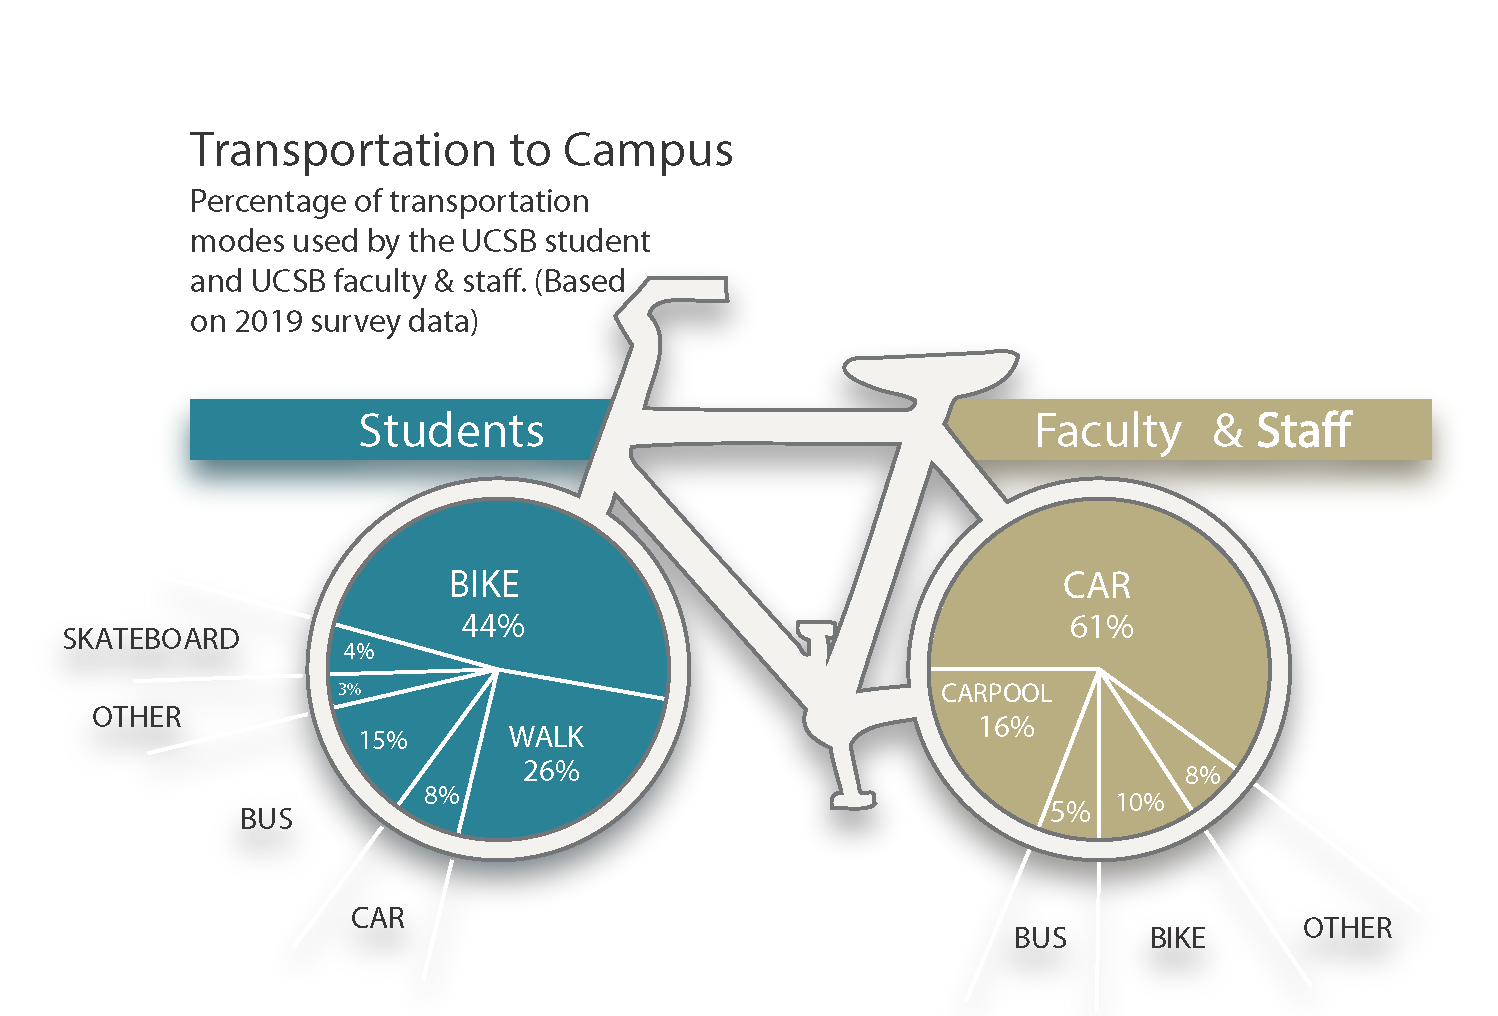 Transportation to Campus
Percentage of transportation
modes used by the UCSB student
and UCSB faculty & staff. (Based
on 2019 survey data)
Students
Faculty & Staff
BIKE
44%
SKATEBOARD
4%
OTHER
3%
BUS
15%
CAR
8%
WALK
26%
CAR
61%
CARPOOL
16%
BUS
5%
BIKE
10%
OTHER
8%